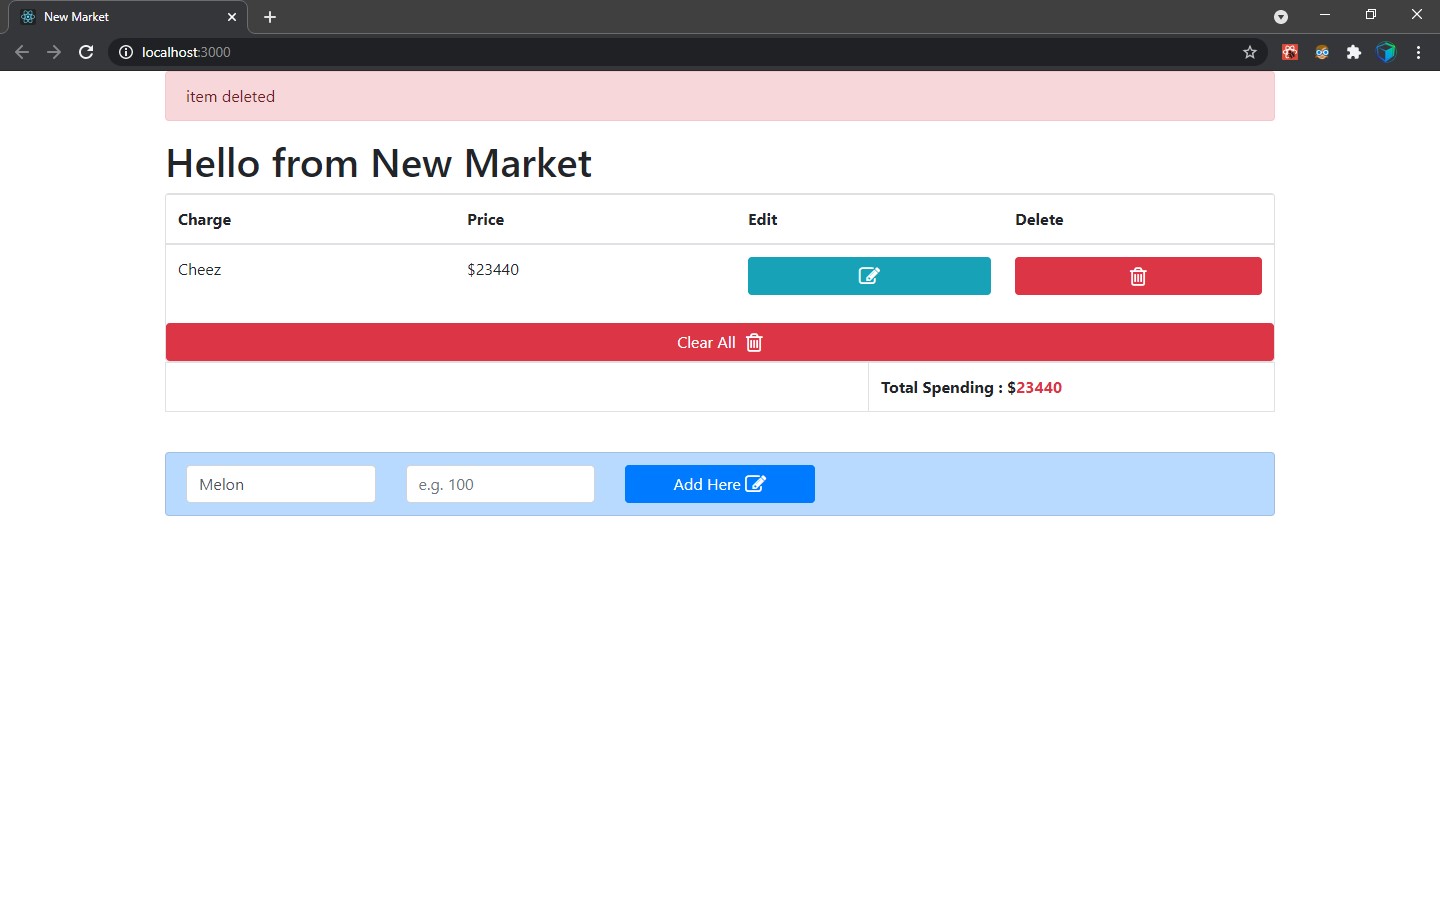 New Market
localhost:3000
item deleted
Hello from New Market
Charge Price Edit Delete
Cheez $23440
Clear All
Total Spending : $23440
Melon e.g. 100 Add Here